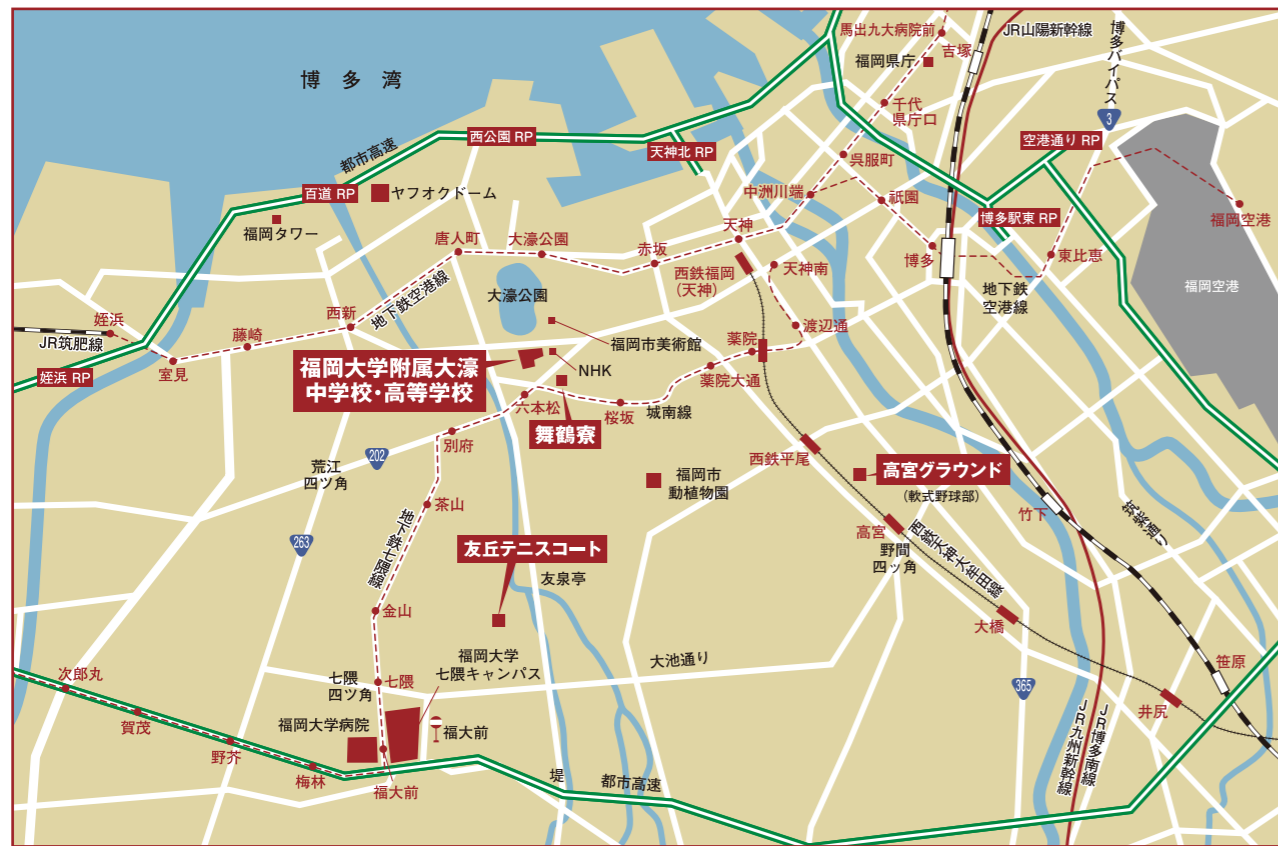 馬出九大病院前
JR山陽新幹線
吉塚
福岡県庁
博多バイパス
博多湾
千代
県庁口
3
都市高速
西公園 RP
天神北 RP
空港通り RP
呉服町
百道 RP
ヤフオクドーム
中洲川端
祇園
博多駅東 RP
福岡空港
福岡タワー
唐人町
大濠公園
赤坂
天神
博多
東比恵
西鉄福岡
(天神)
天神南
地下鉄
空港線
福岡空港
大濠公園
地下鉄空港線
西新
姪浜
JR筑肥線
藤崎
室見
姪浜 RP
福岡市美術館
渡辺通
薬院
NHK
薬院大通
福岡大学附属大濠
中学校・高等学校
六本松
桜坂
城南線
舞鶴寮
別府
202
荒江
四ツ角
西鉄平尾
高宮グラウンド
(軟式野球部)
福岡市
動植物園
茶山
263
地下鉄七隈線
竹下
筑紫通り
高宮
野間
四ッ角
西鉄天神大牟田線
友丘テニスコート
友泉亭
金山
大橋
福岡大学
七隈キャンパス
大池通り
笹原
次郎丸
七隈
四ツ角
七隈
365
井尻
賀茂
福岡大学病院
福大前
JR博多南線
JR九州新幹線
野芥
梅林
福大前
堤
都市高速